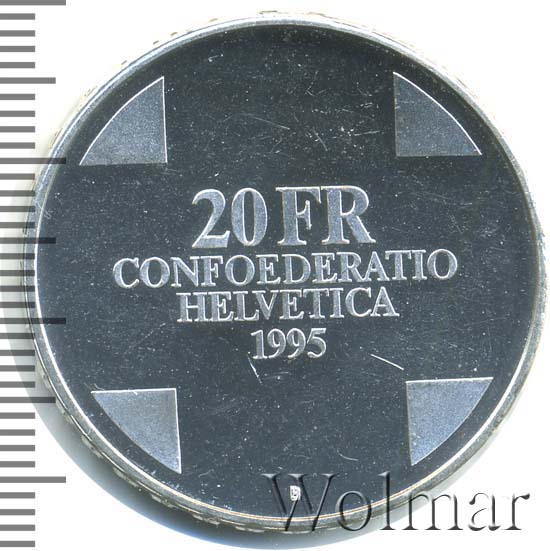 20 FR
CONFOEDERATIO
HELVETICA
1995
B
Wolmar